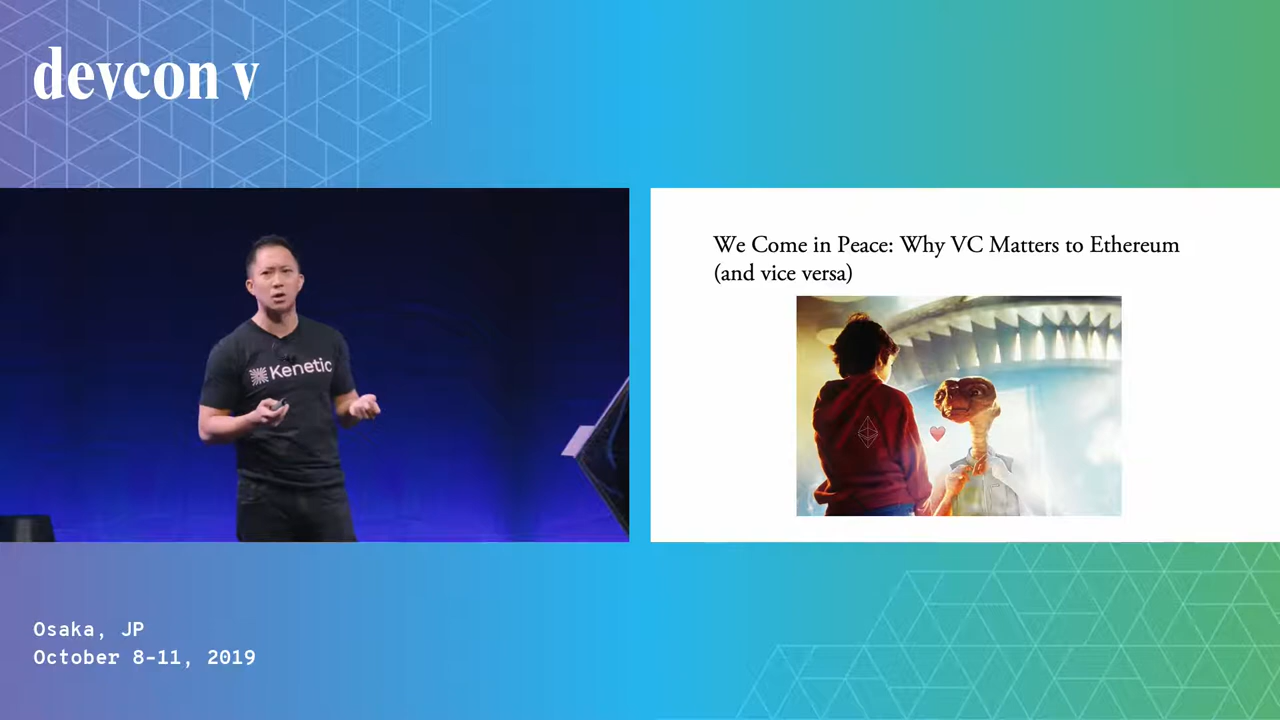 devcon v
Kenetic
We Come in Peace: Why VC Matters to Ethereum
(and vice versa)
Osaka, JP
October 8-11, 2019